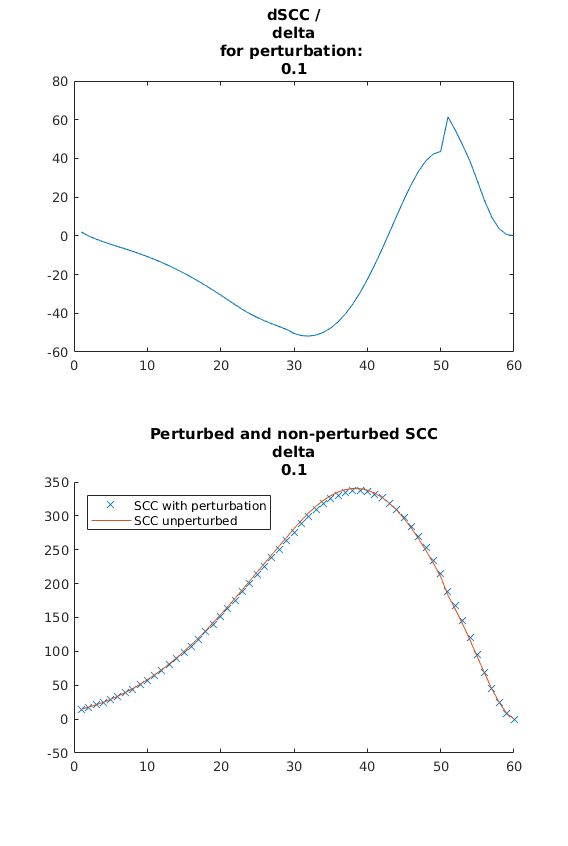 dSCC /
delta
for perturbation:
0.1
80
60
40
20
0
-20
-40
-60
0 10 20 30 40 50 60
Perturbed and non-perturbed SCC
delta
0.1
350
300
250
200
150
100
50
0
-50
SCC with perturbation
SCC unperturbed
0 10 20 30 40 50 60